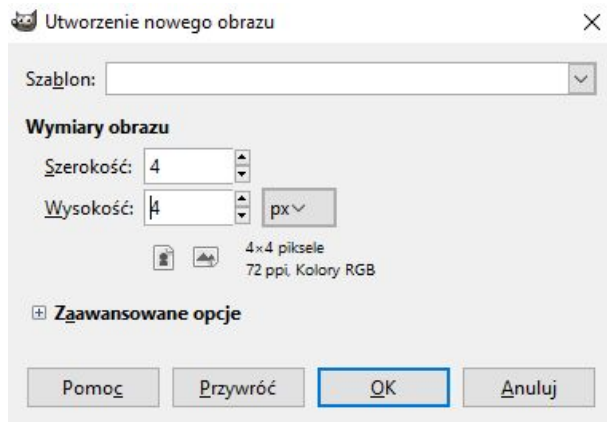 Utworzenie nowego obrazu
Szablon:
Wymiary obrazu
Szerokość: 4
Wysokość: 4 px
4×4 piksele
72 ppi, Kolory RGB
Zaawansowane opcje
Pomoc Przywróć OK Anuluj